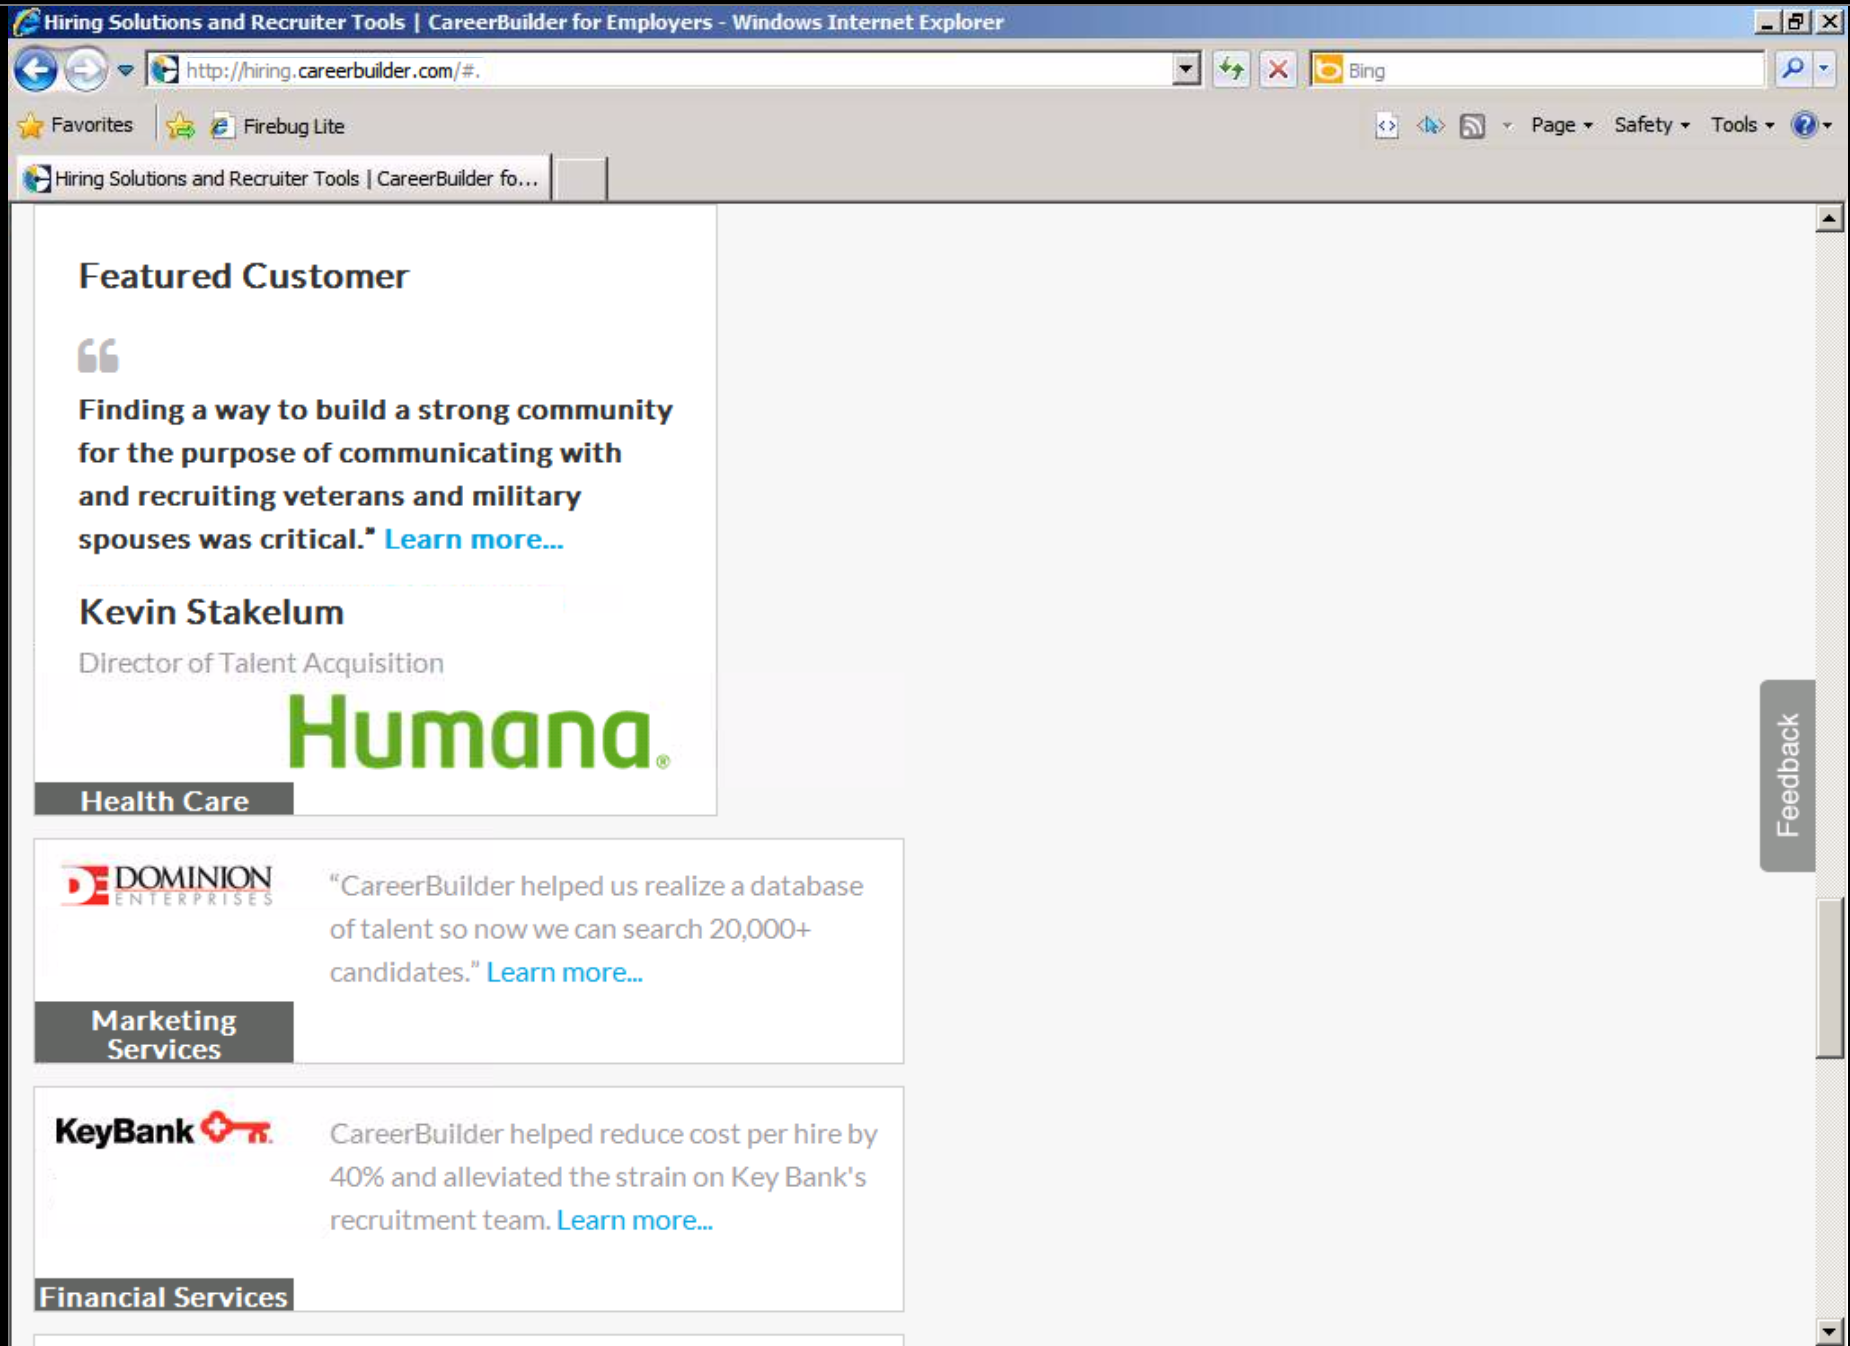 Hiring Solutions and Recruiter Tools | CareerBuilder for Employers - Windows Internet Explorer
http://hiring.careerbuilder.com/#.
Bing
Favorites
Firebug Lite
Page
Safety
Tools
Hiring Solutions and Recruiter Tools | CareerBuilder fo...
Featured Customer
“
Finding a way to build a strong community
for the purpose of communicating with
and recruiting veterans and military
spouses was critical.” Learn more...
Kevin Stakelum
Director of Talent Acquisition
Humana®
Health Care
Feedback
DE DOMINION
ENTERPRISES
“CareerBuilder helped us realize a database
of talent so now we can search 20,000+
candidates.” Learn more...
Marketing
Services
KeyBank
CareerBuilder helped reduce cost per hire by
40% and alleviated the strain on Key Bank's
recruitment team. Learn more...
Financial Services